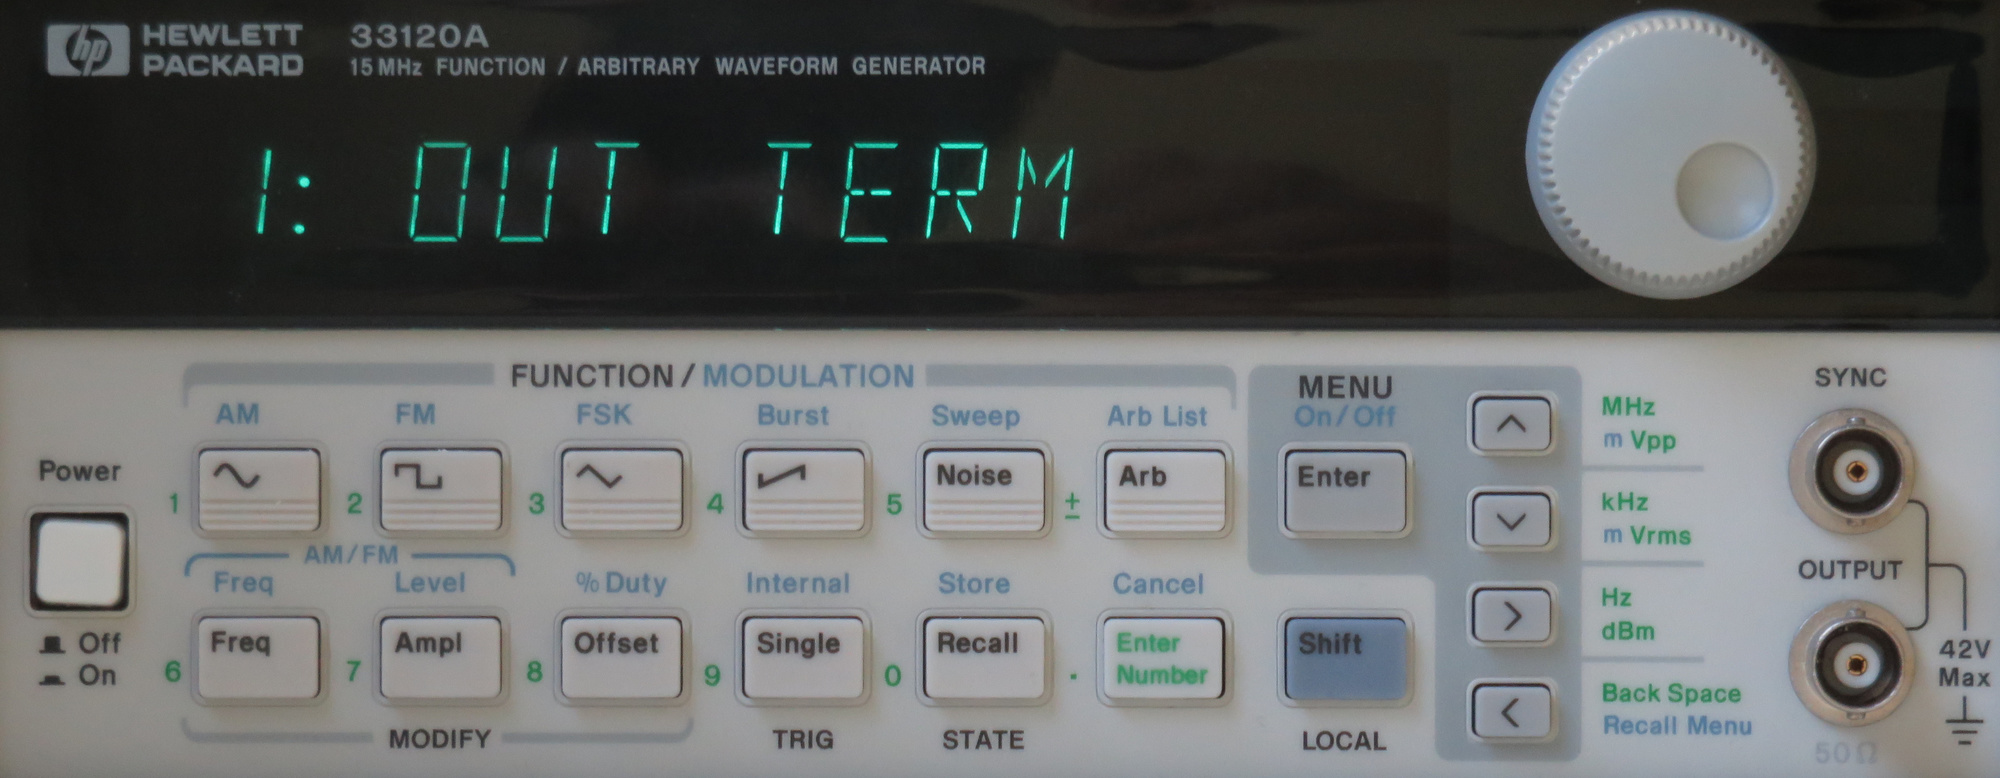 hp HEWLETT PACKARD
33120A
15 MHz FUNCTION / ARBITRARY WAVEFORM GENERATOR
1: OUT TERM
FUNCTION / MODULATION
MENU
On / Off
SYNC
AM FM FSK Burst Sweep Arb List
MHz
m Vpp
Power
1 2 3 4 5 Noise ± Arb Enter
kHz
m Vrms
AM / FM
OUTPUT
Freq Level % Duty Internal Store Cancel
Hz
dBm
Off
On
6 Freq 7 Ampl 8 Offset 9 Single 0 Recall . Enter Number Shift
42V
Max
Back Space
Recall Menu
MODIFY TRIG STATE LOCAL
50Ω